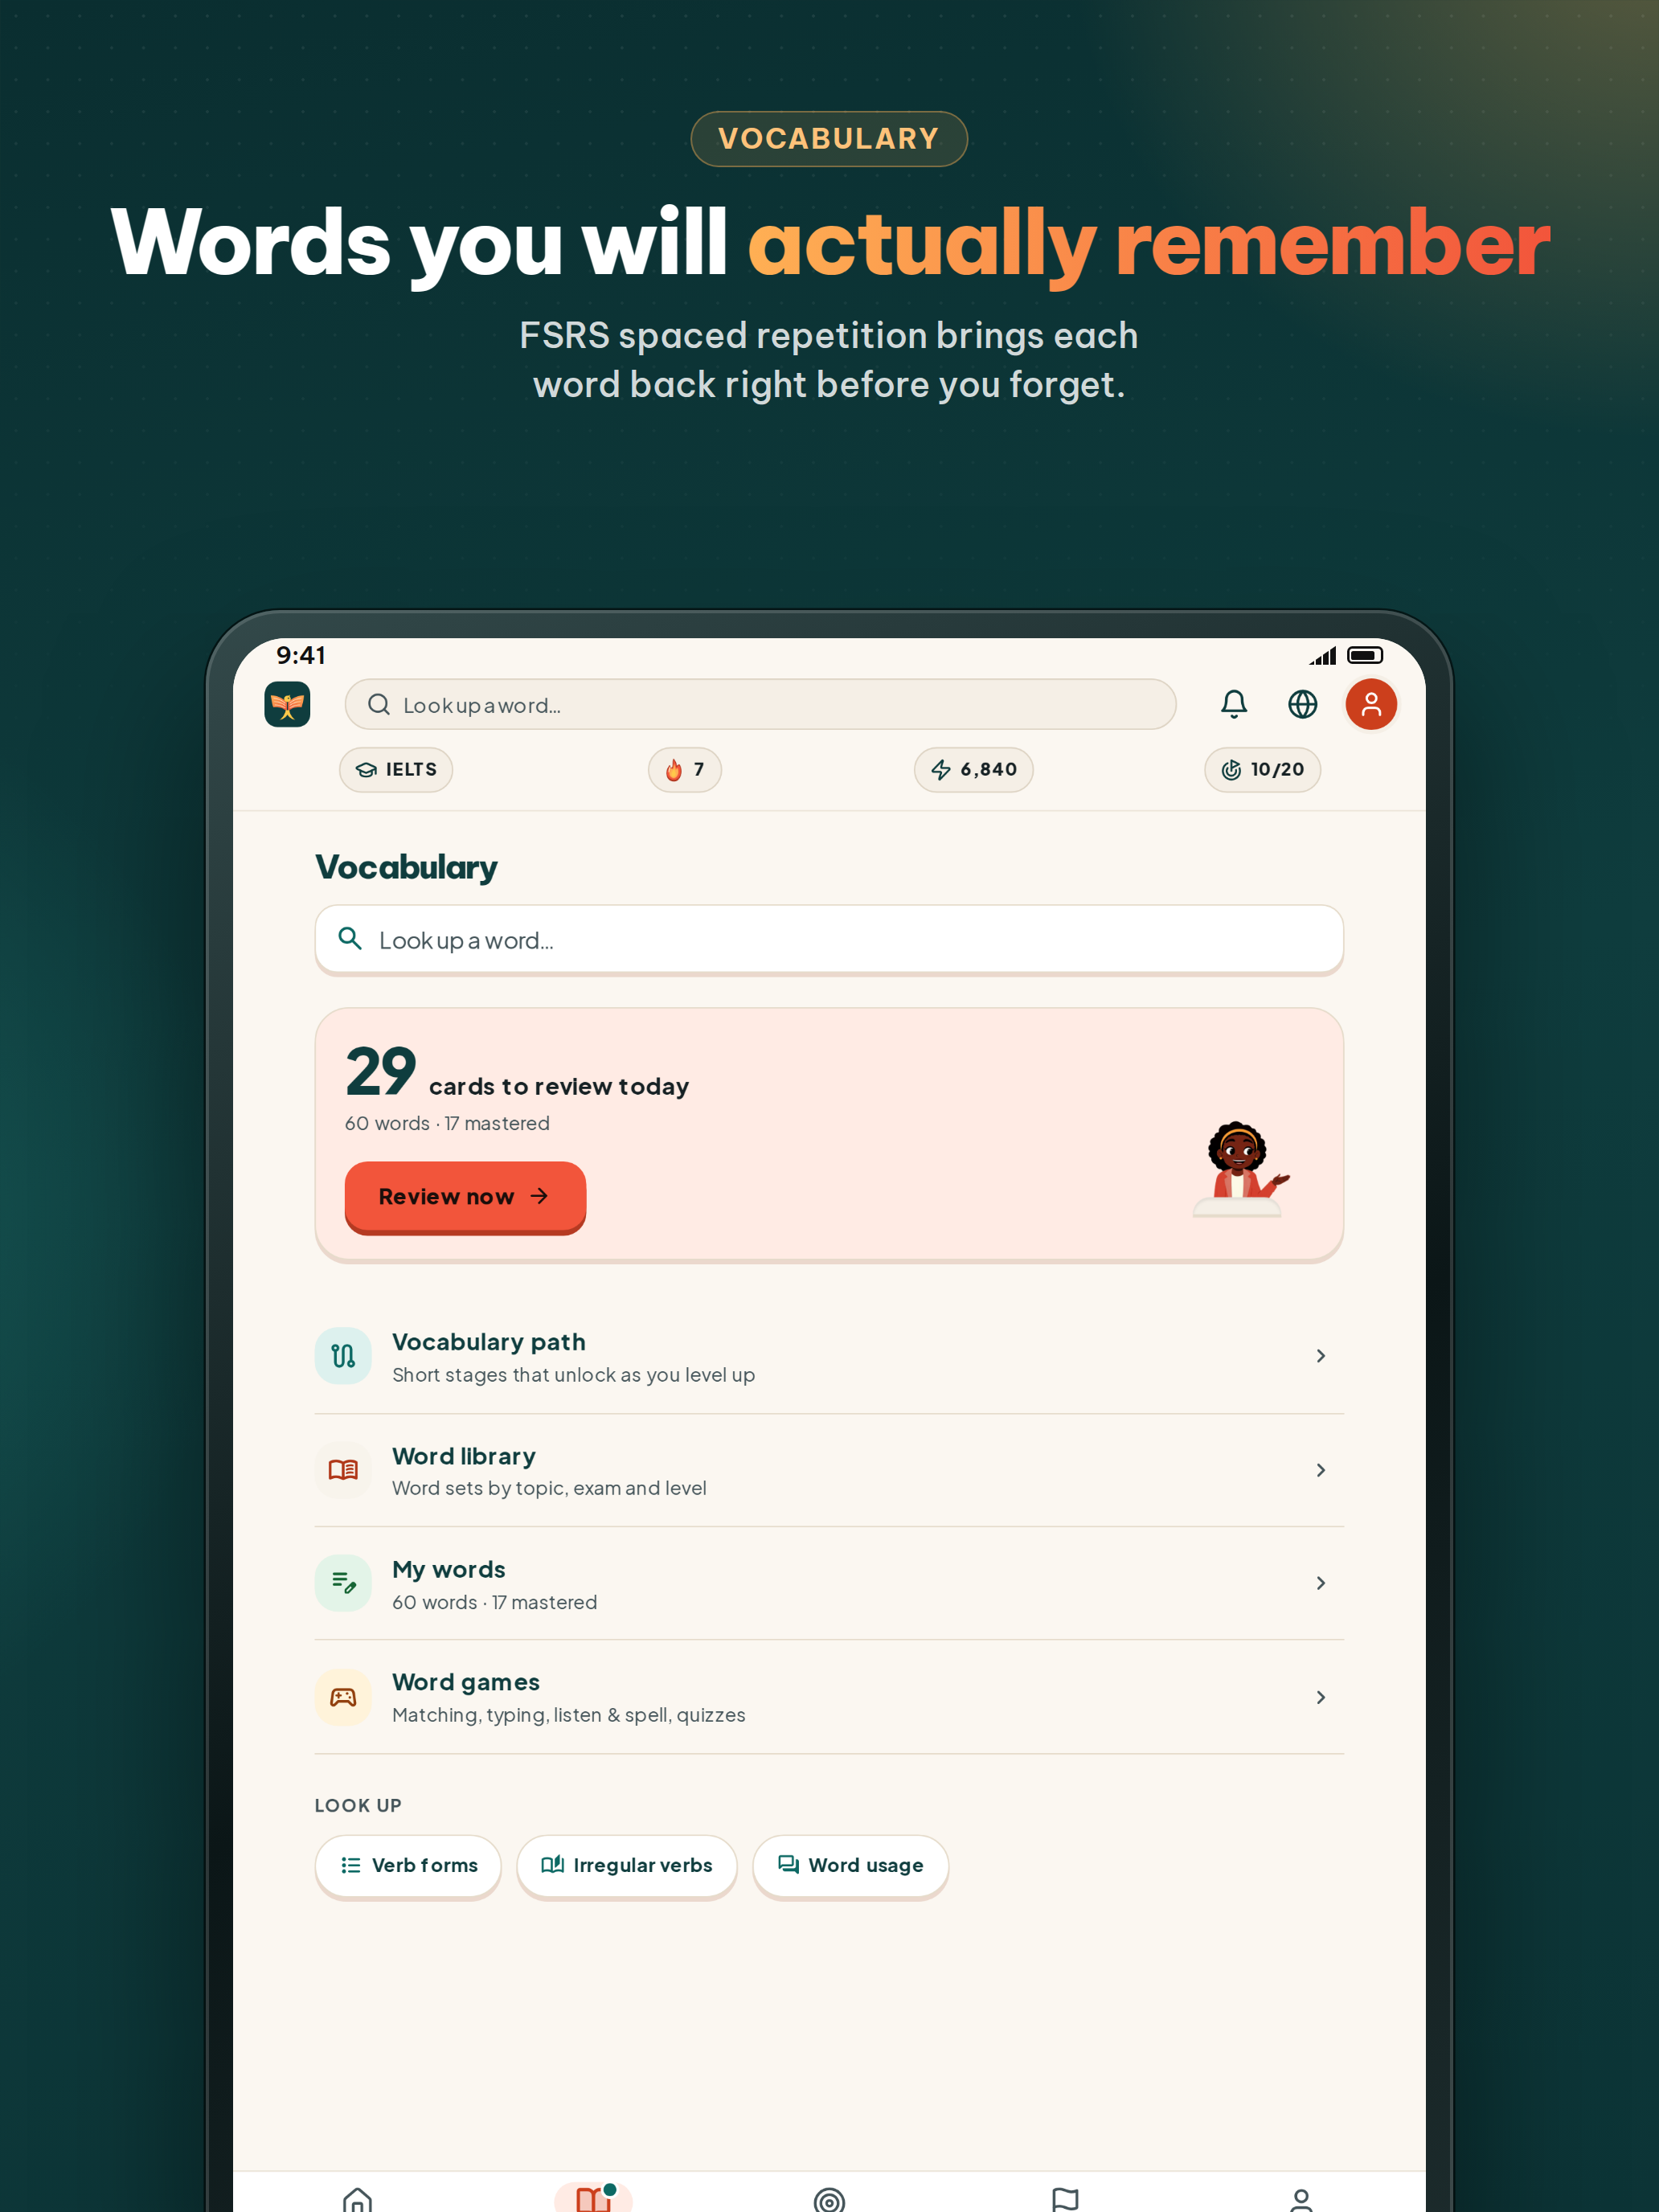 VOCABULARY
Words you will actually remember
FSRS spaced repetition brings each
word back right before you forget.
9:41
Look up a word...
IELTS
7
6,840
10/20
Vocabulary
Look up a word...
29 cards to review today
60 words · 17 mastered
Review now
Vocabulary path
Short stages that unlock as you level up
Word library
Word sets by topic, exam and level
My words
60 words · 17 mastered
Word games
Matching, typing, listen & spell, quizzes
LOOK UP
Verb forms
Irregular verbs
Word usage